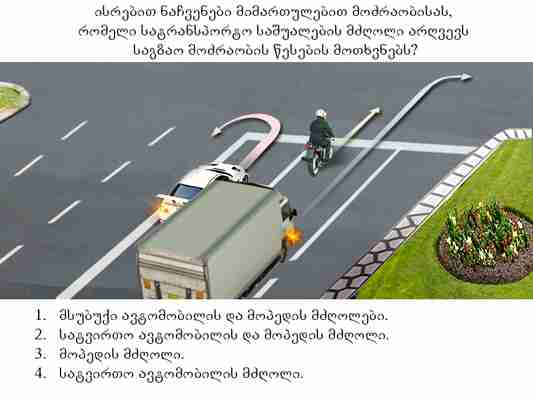 ისრებით ნაჩვენები მიმართულებით მოძრაობისას,
რომელი სატრანსპორტო საშუალების მძღოლი არღვევს
საგზაო მოძრაობის წესების მოთხვნებს?
1. მსუბუქი ავტომობილის და მოპედის მძღოლები.
2. სატვირთო ავტომობილის და მოპედის მძღოლი.
3. მოპედის მძღოლი.
4. სატვირთო ავტომობილის მძღოლი.